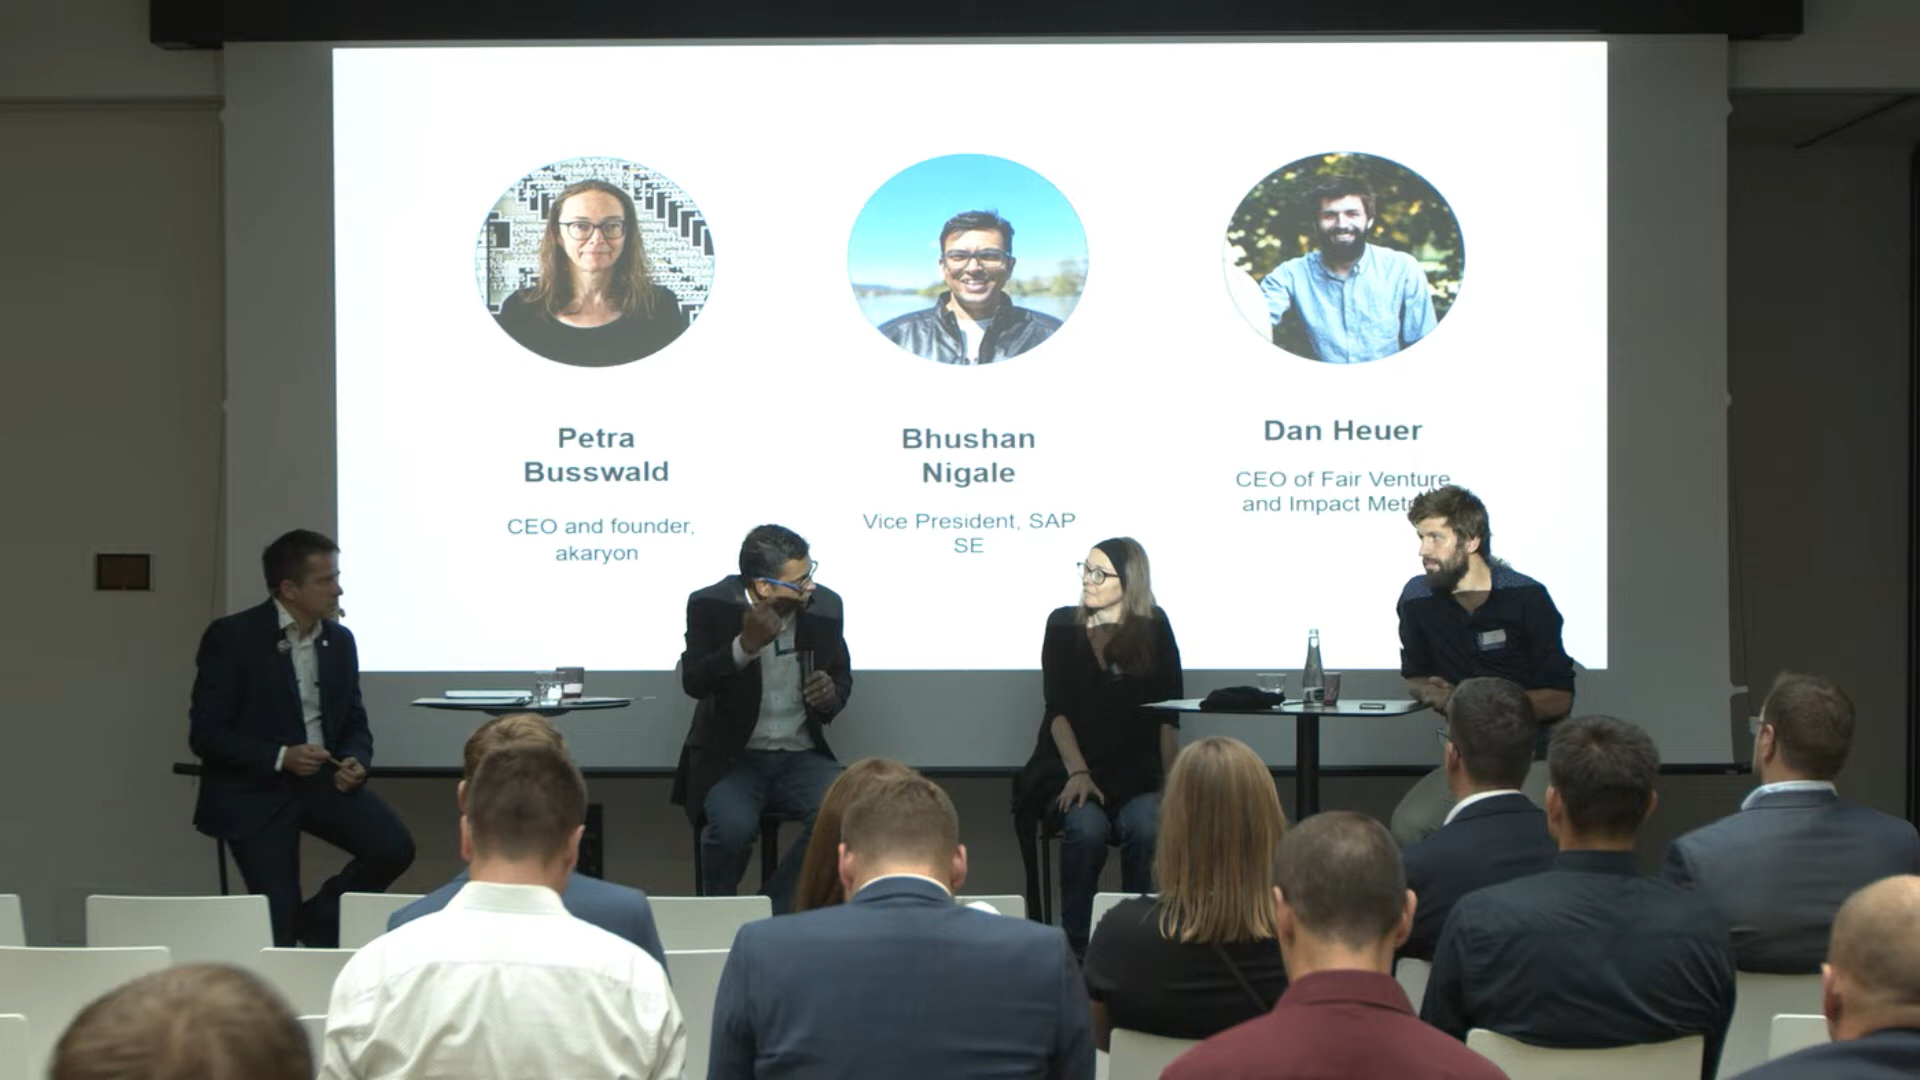 Petra
Busswald
CEO and founder,
akaryon
Bhushan
Nigale
Vice President, SAP
SE
Dan Heuer
CEO of Fair Venture
and Impact